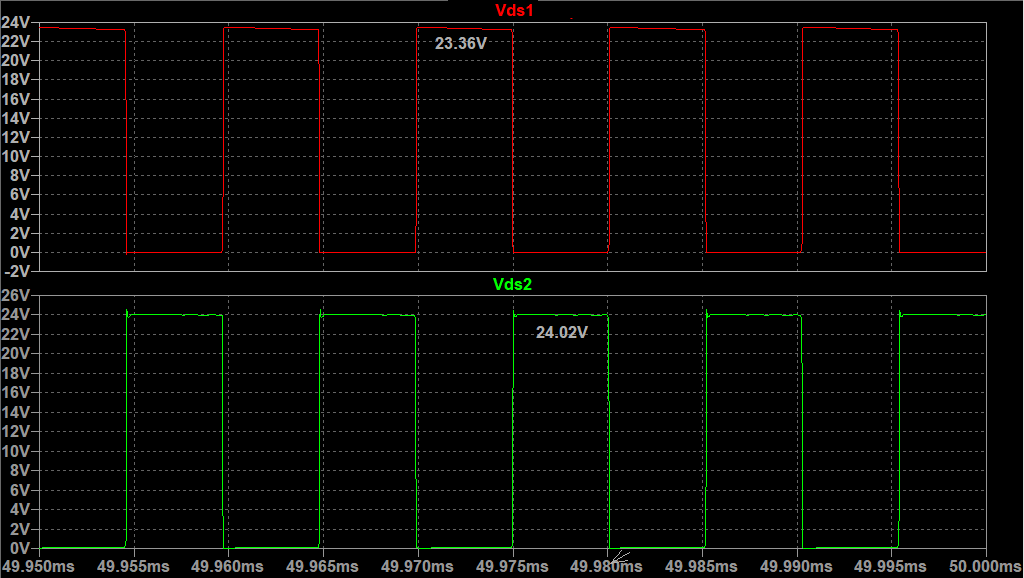 Vds1
24V
22V
20V
18V
16V
14V
12V
10V
8V
6V
4V
2V
0V
-2V
23.36V
Vds2
26V
24V
22V
20V
18V
16V
14V
12V
10V
8V
6V
4V
2V
0V
24.02V
49.950ms 49.955ms 49.960ms 49.965ms 49.970ms 49.975ms 49.980ms 49.985ms 49.990ms 49.995ms 50.000ms